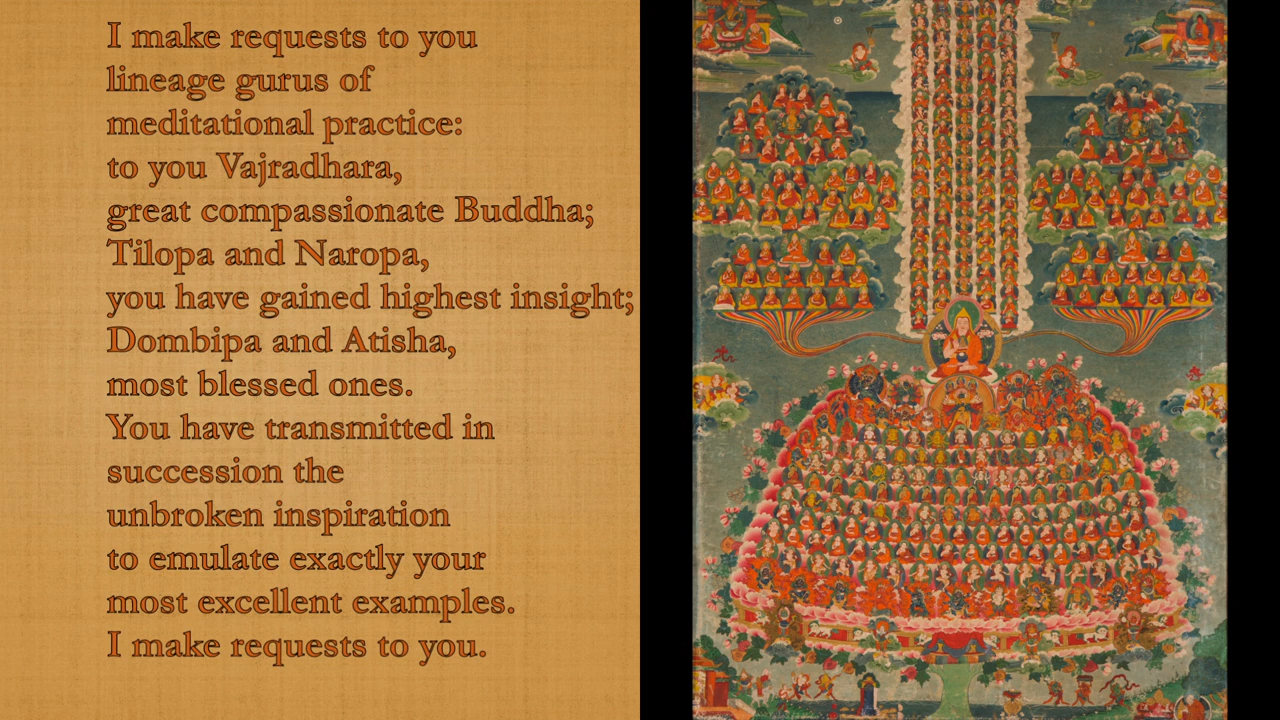 I make requests to you
lineage gurus of
meditational practice:
to you Vajradhara,
great compassionate Buddha;
Tilopa and Naropa,
you have gained highest insight;
Dombipa and Atisha,
most blessed ones.
You have transmitted in
succession the
unbroken inspiration
to emulate exactly your
most excellent examples.
I make requests to you.